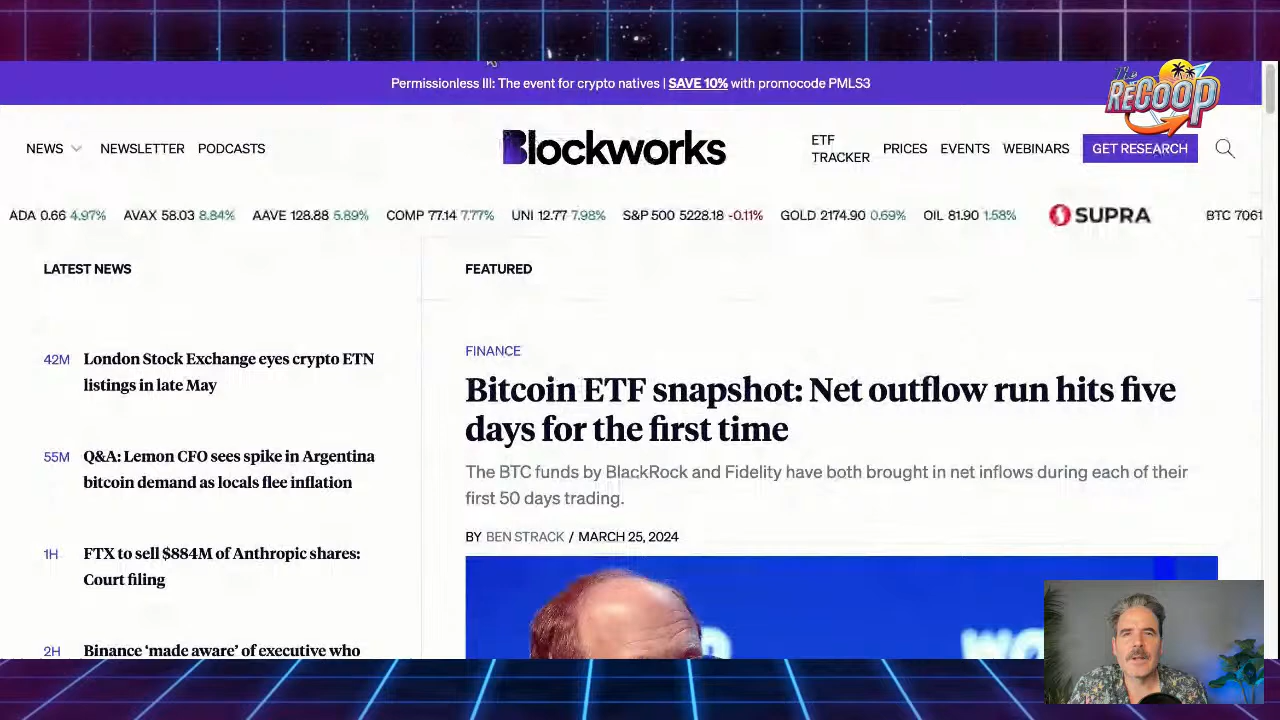 Permissionless III: The event for crypto natives | SAVE 10% with promocode PMLS3
The
RECOOP
NEWS
NEWSLETTER
PODCASTS
Blockworks
ETF
TRACKER
PRICES
EVENTS
WEBINARS
GET RESEARCH
ADA 0.66 4.97% AVAX 58.03 8.84% AAVE 128.88 5.89% COMP 77.14 7.77% UNI 12.77 7.98% S&P 500 5228.18 -0.11% GOLD 2174.90 0.69% OIL 81.90 1.58% SUPRA BTC 7061
LATEST NEWS
42M London Stock Exchange eyes crypto ETN
listings in late May
55M Q&A: Lemon CFO sees spike in Argentina
bitcoin demand as locals flee inflation
1H FTX to sell $884M of Anthropic shares:
Court filing
2H Binance ‘made aware’ of executive who
FEATURED
FINANCE
Bitcoin ETF snapshot: Net outflow run hits five
days for the first time
The BTC funds by BlackRock and Fidelity have both brought in net inflows during each of their
first 50 days trading.
BY BEN STRACK / MARCH 25, 2024